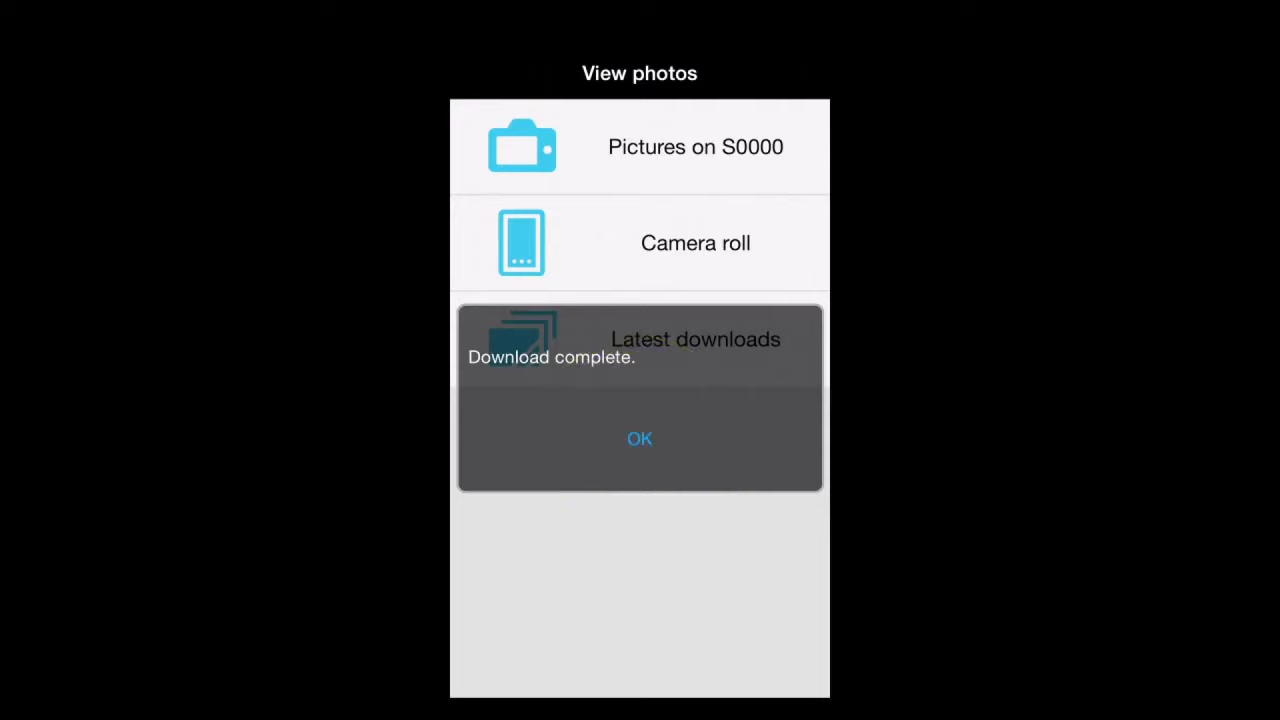 View photos
Pictures on S0000
Camera roll
Latest downloads
Download complete.
OK